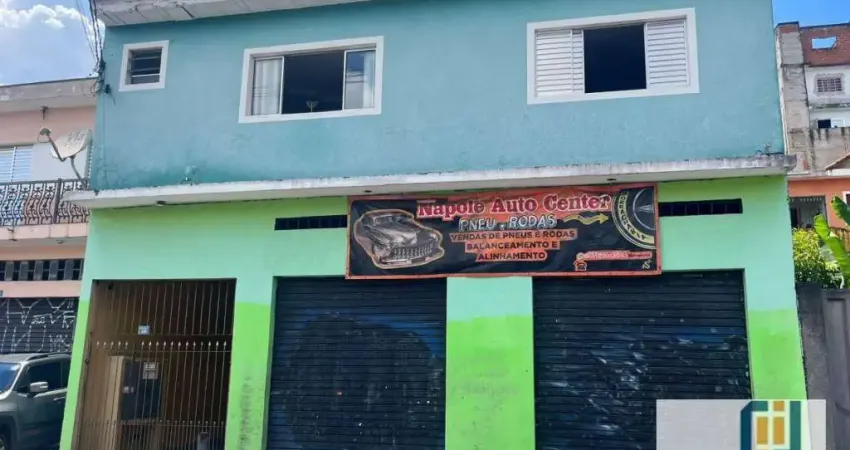 Napole Auto Center
PNEU e RODAS
VENDAS DE PNEUS E RODAS
BALANCEAMENTO E
ALINHAMENTO